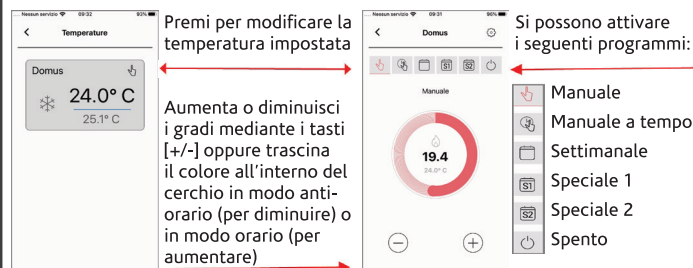 Nessun servizio 09:32 93%
Temperature
Domus
24.0° C
25.1° C
Premi per modificare la
temperatura impostata
Aumenta o diminuisci
i gradi mediante i tasti
[+/-] oppure trascina
il colore all'interno del
cerchio in modo anti-
orario (per diminuire) o
in modo orario (per
aumentare)
Nessun servizio 09:31 90%
Domus
S1 S2
Manuale
19.4
24.0° C
Si possono attivare
i seguenti programmi:
Manuale
Manuale a tempo
Settimanale
S1 Speciale 1
S2 Speciale 2
Spento